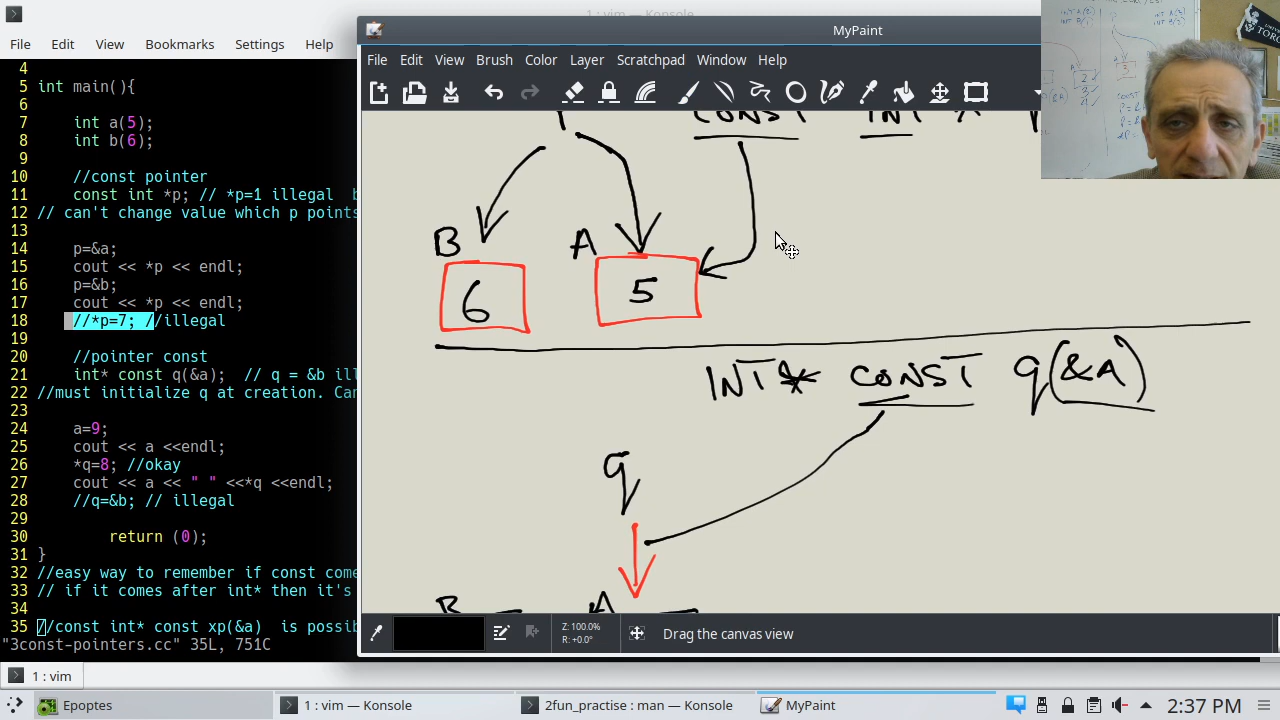 1 : vim — Konsole
File Edit View Bookmarks Settings Help
4
5 int main(){
6
7 int a(5);
8 int b(6);
9
10 //const pointer
11 const int *p; // *p=1 illegal b
12 // can't change value which p points
13
14 p=&a;
15 cout << *p << endl;
16 p=&b;
17 cout << *p << endl;
18 //*p=7; //illegal
19
20 //pointer const
21 int* const q(&a); // q = &b ill
22 //must initialize q at creation. Can
23
24 a=9;
25 cout << a <<endl;
26 *q=8; //okay
27 cout << a << " " <<*q <<endl;
28 //q=&b; // illegal
29
30 return (0);
31 }
32 //easy way to remember if const come
33 // if it comes after int* then it's
34
35 //const int* const xp(&a) is possib
"3const-pointers.cc" 35L, 751C
1 : vim
MyPaint
File Edit View Brush Color Layer Scratchpad Window Help
CONST INT *
B A
6 5
INT* CONST q(&A)
q
B A
Z: 100.0%
R: +0.0°
Drag the canvas view
Epoptes
1 : vim — Konsole
2fun_practise : man — Konsole
MyPaint
2:37 PM